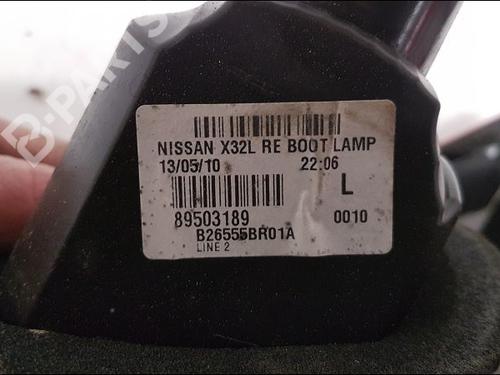 B-PARTS
NISSAN X32L RE BOOT LAMP
13/05/10 22:06
L
89503189 0010
B26555BR01A
LINE 2